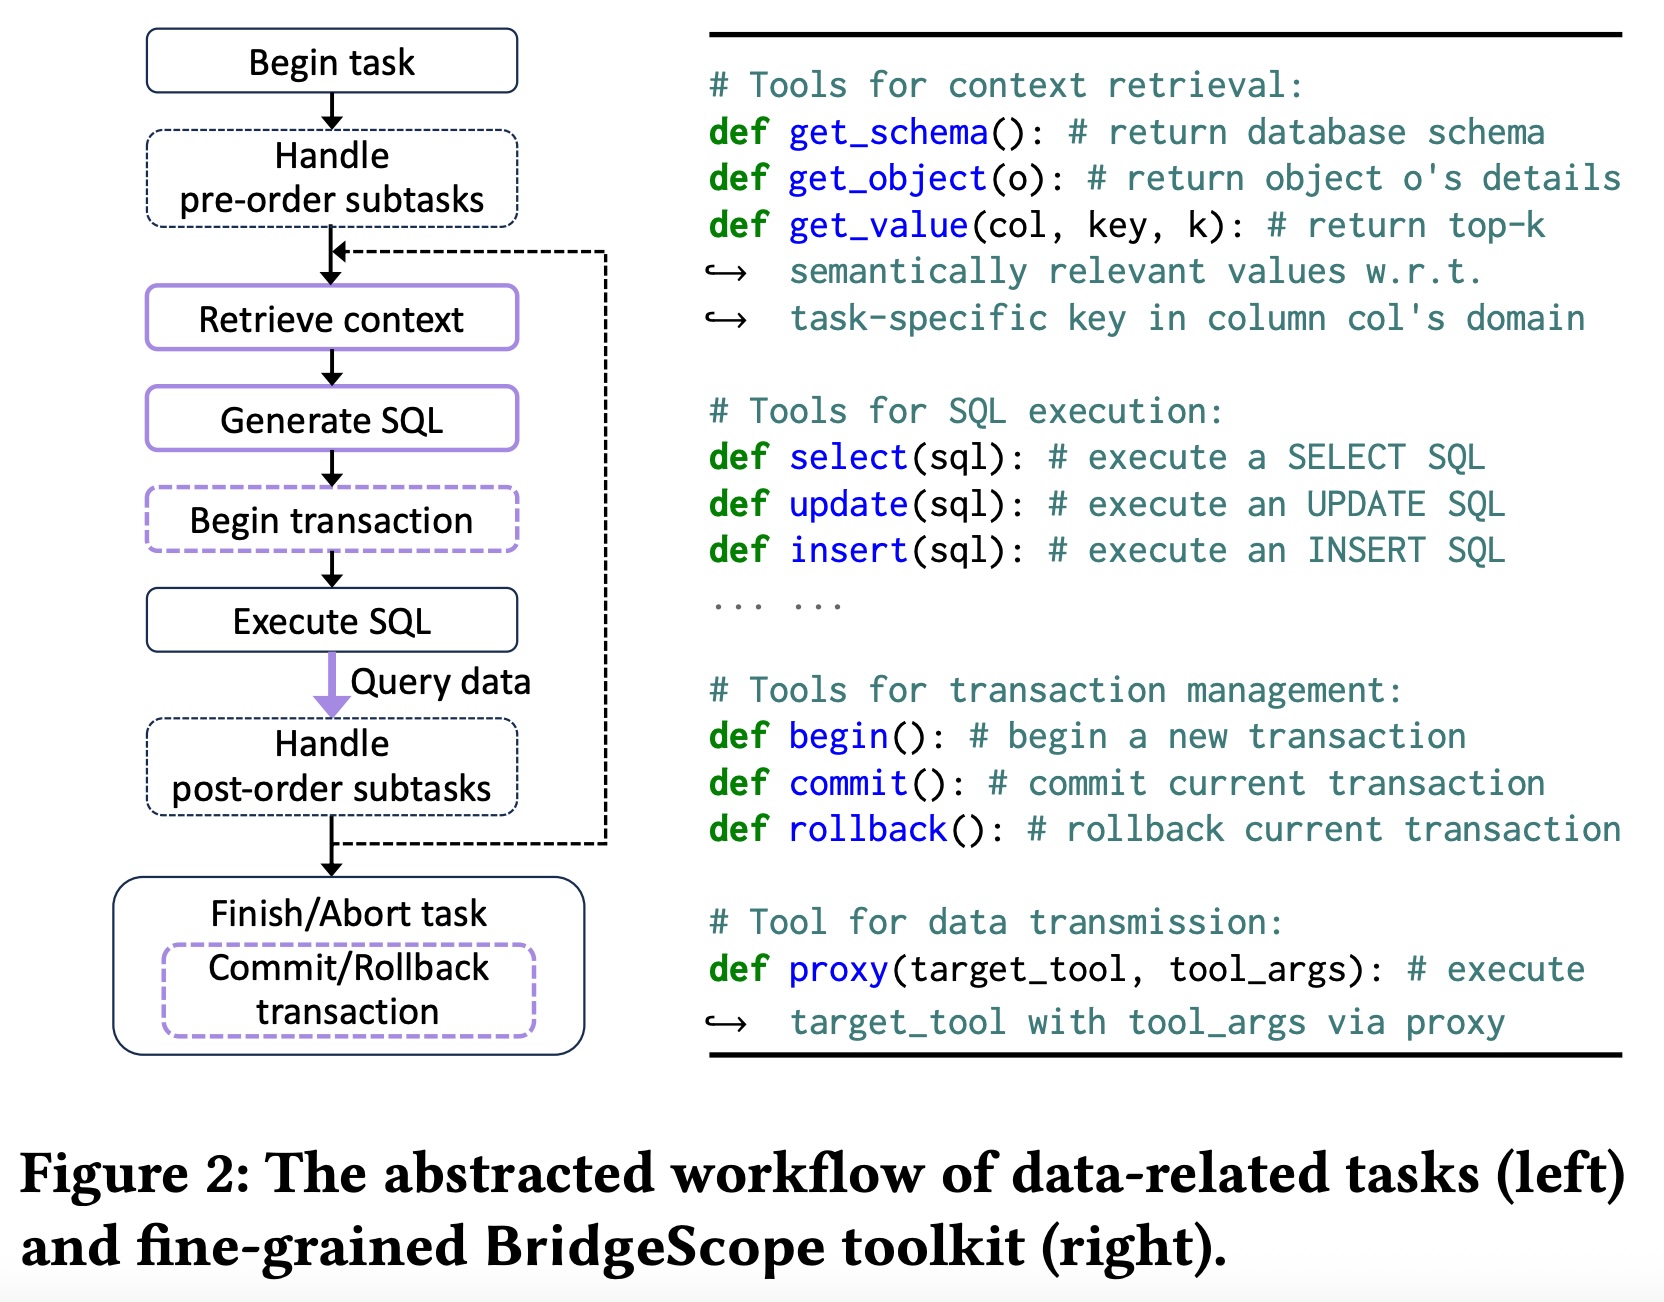 Begin task
Handle
pre-order subtasks
Retrieve context
Generate SQL
Begin transaction
Execute SQL
Query data
Handle
post-order subtasks
Finish/Abort task
Commit/Rollback
transaction
# Tools for context retrieval:
def get_schema(): # return database schema
def get_object(o): # return object o's details
def get_value(col, key, k): # return top-k
↪ semantically relevant values w.r.t.
↪ task-specific key in column col's domain
# Tools for SQL execution:
def select(sql): # execute a SELECT SQL
def update(sql): # execute an UPDATE SQL
def insert(sql): # execute an INSERT SQL
... ...
# Tools for transaction management:
def begin(): # begin a new transaction
def commit(): # commit current transaction
def rollback(): # rollback current transaction
# Tool for data transmission:
def proxy(target_tool, tool_args): # execute
↪ target_tool with tool_args via proxy
Figure 2: The abstracted workflow of data-related tasks (left)
and fine-grained BridgeScope toolkit (right).